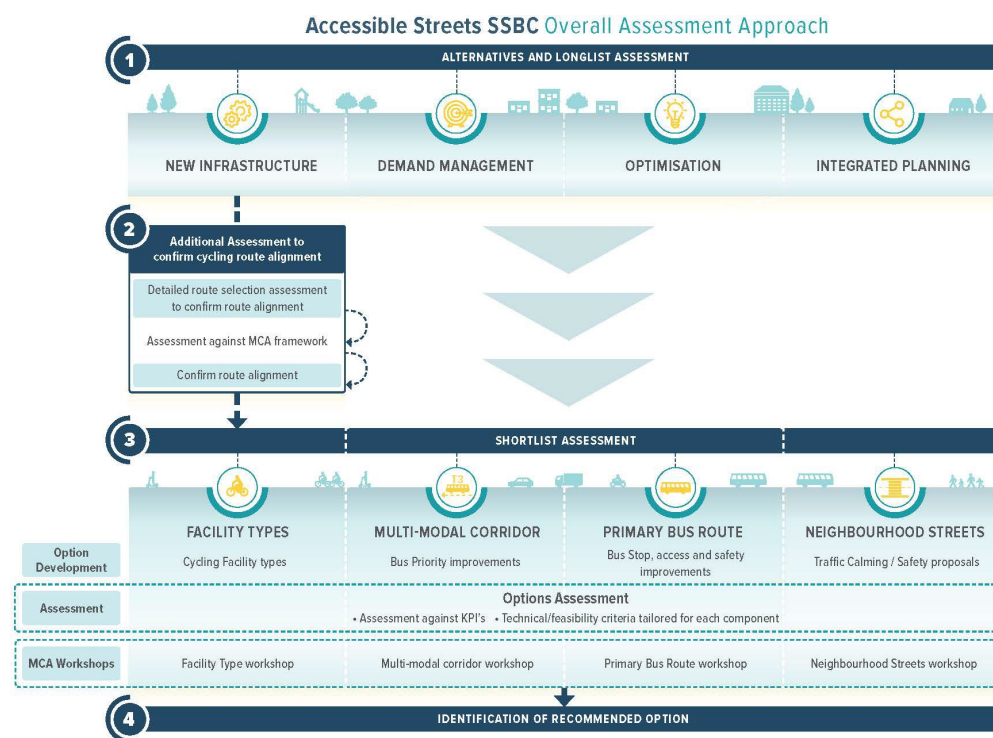 Accessible Streets SSBC Overall Assessment Approach
1
ALTERNATIVES AND LONGLIST ASSESSMENT
NEW INFRASTRUCTURE
DEMAND MANAGEMENT
OPTIMISATION
INTEGRATED PLANNING
2
Additional Assessment to
confirm cycling route alignment
Detailed route selection assessment
to confirm route alignment
Assessment against MCA framework
Confirm route alignment
3
SHORTLIST ASSESSMENT
T3
FACILITY TYPES
MULTI-MODAL CORRIDOR
PRIMARY BUS ROUTE
NEIGHBOURHOOD STREETS
Option
Development
Cycling Facility types
Bus Priority improvements
Bus Stop, access and safety
improvements
Traffic Calming / Safety proposals
Assessment
Options Assessment
• Assessment against KPI's • Technical/feasibility criteria tailored for each component
MCA Workshops
Facility Type workshop
Multi-modal corridor workshop
Primary Bus Route workshop
Neighbourhood Streets workshop
4
IDENTIFICATION OF RECOMMENDED OPTION